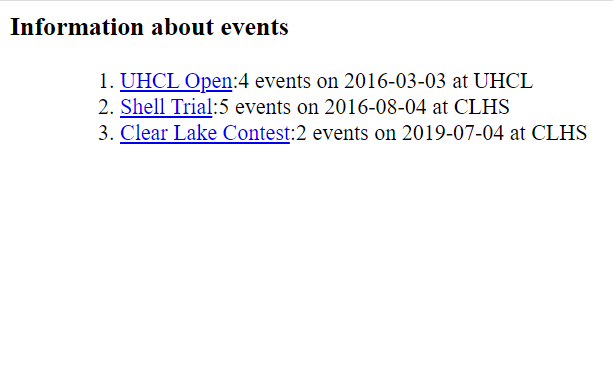 Information about events
1. UHCL Open:4 events on 2016-03-03 at UHCL
2. Shell Trial:5 events on 2016-08-04 at CLHS
3. Clear Lake Contest:2 events on 2019-07-04 at CLHS